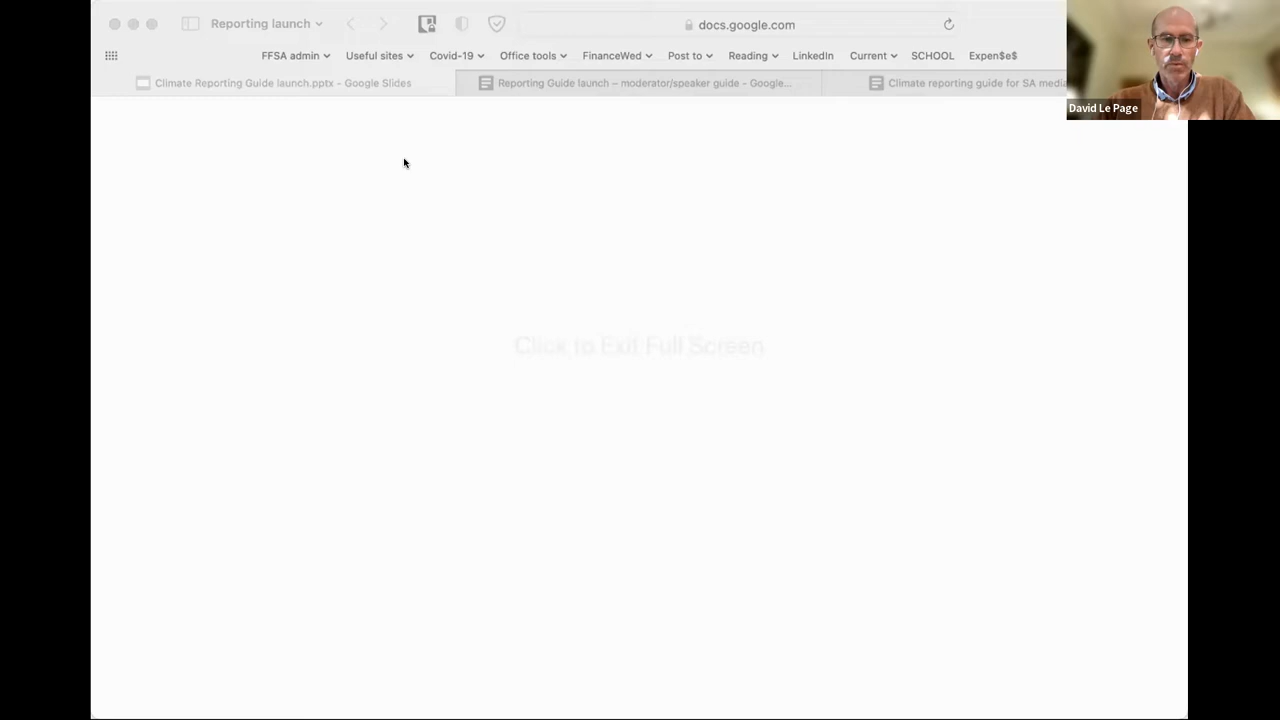 Reporting launch
docs.google.com
FFSA admin Useful sites Covid-19 Office tools FinanceWed Post to Reading LinkedIn Current SCHOOL Expen$e$
Climate Reporting Guide launch.pptx - Google Slides
Reporting Guide launch – moderator/speaker guide - Google...
Climate reporting guide for SA media
David Le Page
Click to Exit Full Screen